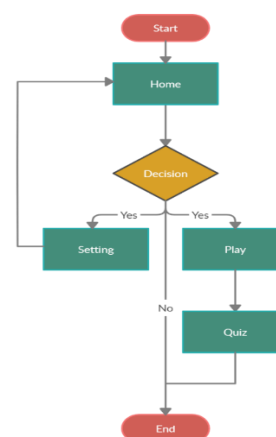 Start
Home
Decision
Yes
Yes
Setting
Play
No
Quiz
End